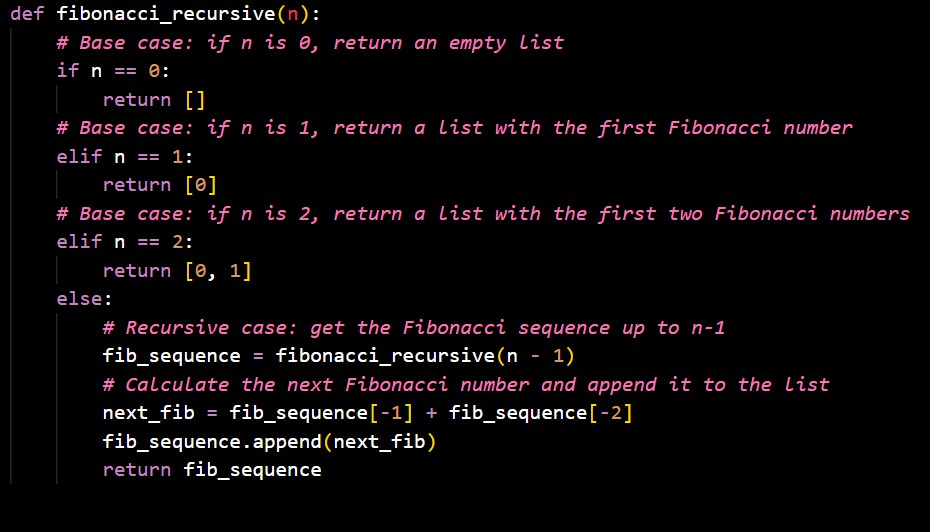 def fibonacci_recursive(n):
    # Base case: if n is 0, return an empty list
    if n == 0:
        return []
    # Base case: if n is 1, return a list with the first Fibonacci number
    elif n == 1:
        return [0]
    # Base case: if n is 2, return a list with the first two Fibonacci numbers
    elif n == 2:
        return [0, 1]
    else:
        # Recursive case: get the Fibonacci sequence up to n-1
        fib_sequence = fibonacci_recursive(n - 1)
        # Calculate the next Fibonacci number and append it to the list
        next_fib = fib_sequence[-1] + fib_sequence[-2]
        fib_sequence.append(next_fib)
        return fib_sequence